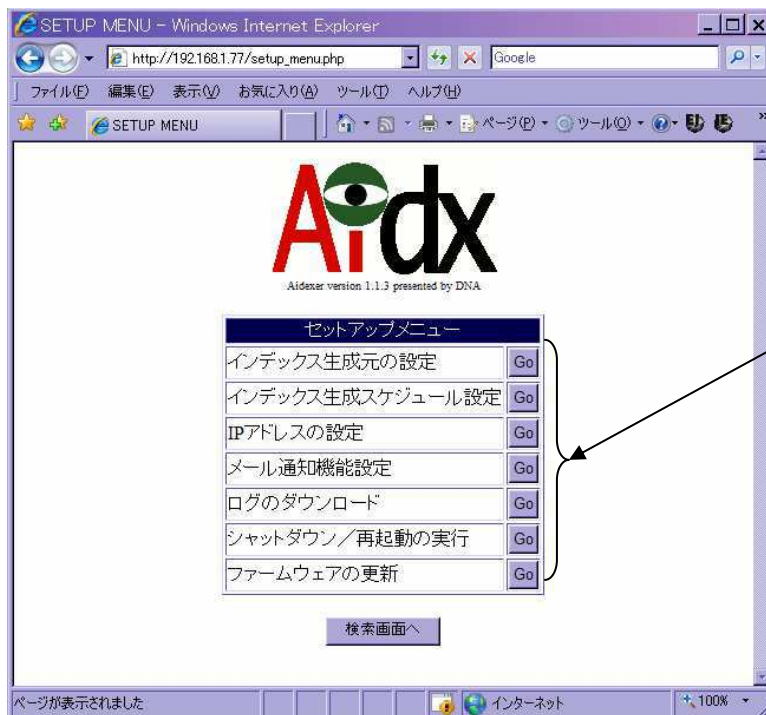 SETUP MENU - Windows Internet Explorer
http://192.168.1.77/setup_menu.php
Google
ファイル(F) 編集(E) 表示(V) お気に入り(A) ツール(T) ヘルプ(H)
SETUP MENU
ページ(P) ツール(O)
Aidx
Aidexer version 1.1.3 presented by DNA
セットアップメニュー
インデックス生成元の設定 Go
インデックス生成スケジュール設定 Go
IPアドレスの設定 Go
メール通知機能設定 Go
ログのダウンロード Go
シャットダウン／再起動の実行 Go
ファームウェアの更新 Go
検索画面へ
ページが表示されました インターネット 100%